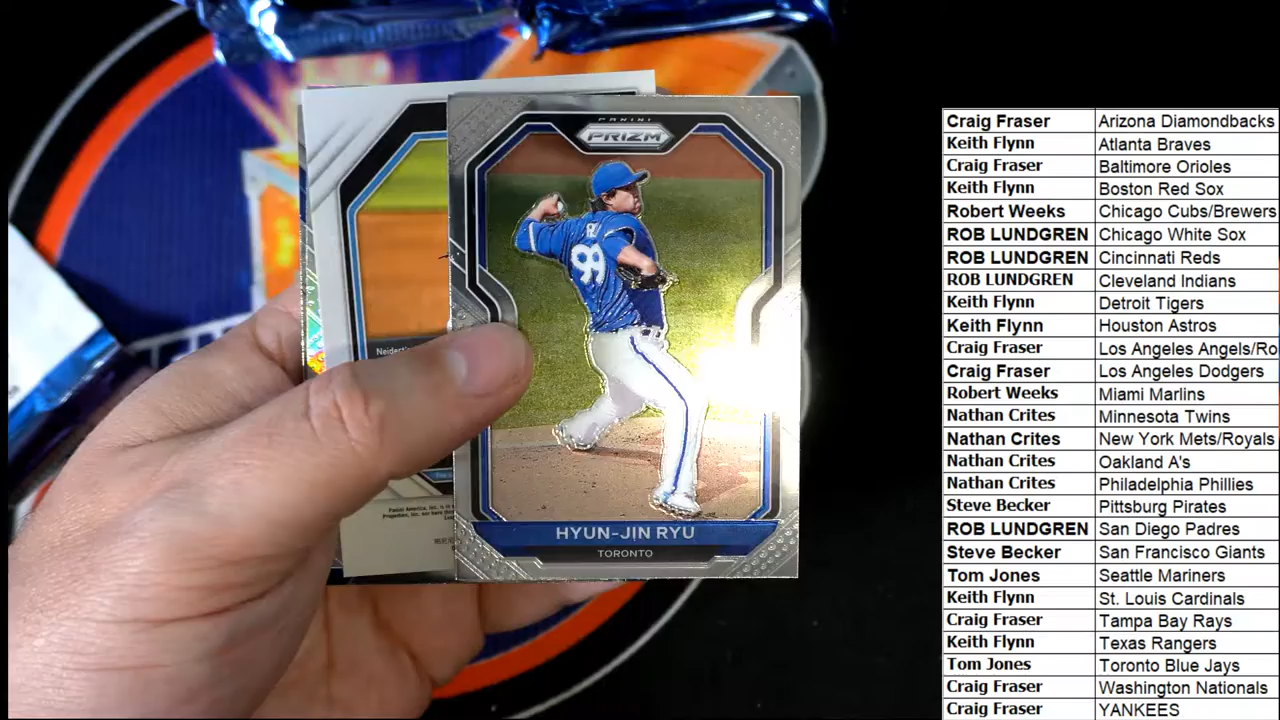 PANINI
PRIZM
99
HYUN-JIN RYU
TORONTO
Craig Fraser Arizona Diamondbacks
Keith Flynn Atlanta Braves
Craig Fraser Baltimore Orioles
Keith Flynn Boston Red Sox
Robert Weeks Chicago Cubs/Brewers
ROB LUNDGREN Chicago White Sox
ROB LUNDGREN Cincinnati Reds
ROB LUNDGREN Cleveland Indians
Keith Flynn Detroit Tigers
Keith Flynn Houston Astros
Craig Fraser Los Angeles Angels/Ro
Craig Fraser Los Angeles Dodgers
Robert Weeks Miami Marlins
Nathan Crites Minnesota Twins
Nathan Crites New York Mets/Royals
Nathan Crites Oakland A's
Nathan Crites Philadelphia Phillies
Steve Becker Pittsburg Pirates
ROB LUNDGREN San Diego Padres
Steve Becker San Francisco Giants
Tom Jones Seattle Mariners
Keith Flynn St. Louis Cardinals
Craig Fraser Tampa Bay Rays
Keith Flynn Texas Rangers
Tom Jones Toronto Blue Jays
Craig Fraser Washington Nationals
Craig Fraser YANKEES